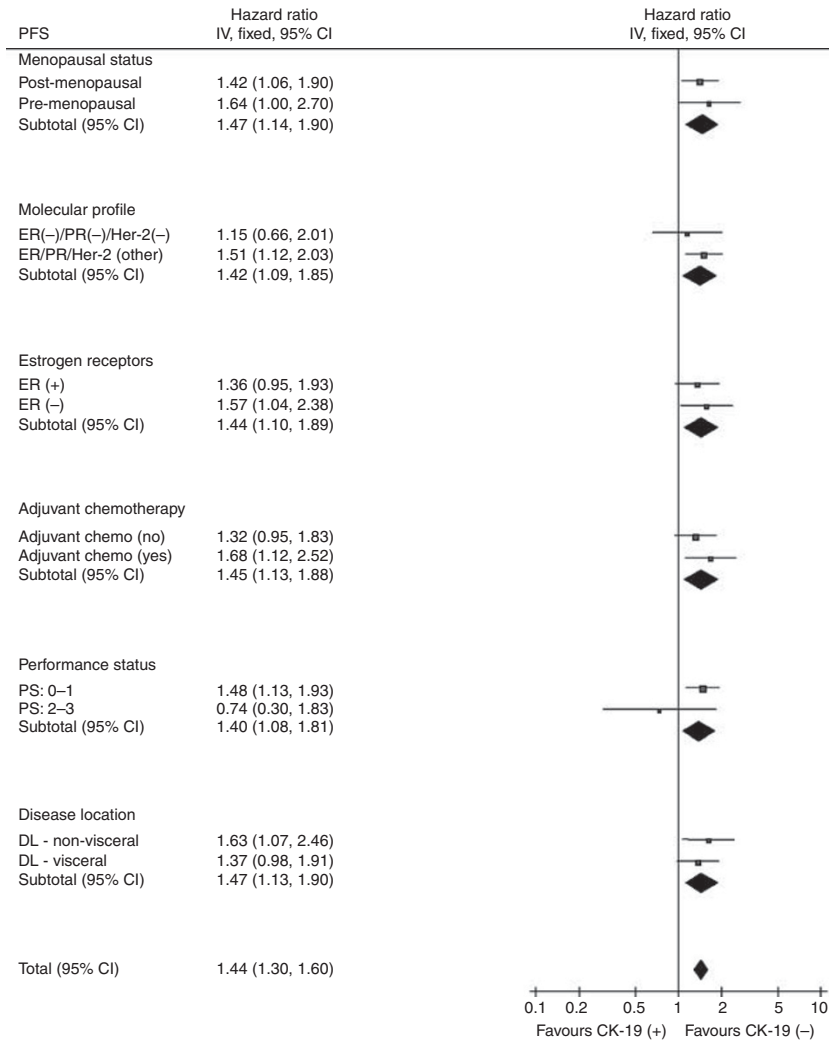 Hazard ratio Hazard ratio
PFS IV, fixed, 95% CI IV, fixed, 95% CI
Menopausal status
Post-menopausal 1.42 (1.06, 1.90)
Pre-menopausal 1.64 (1.00, 2.70)
Subtotal (95% CI) 1.47 (1.14, 1.90)
Molecular profile
ER(–)/PR(–)/Her-2(–) 1.15 (0.66, 2.01)
ER/PR/Her-2 (other) 1.51 (1.12, 2.03)
Subtotal (95% CI) 1.42 (1.09, 1.85)
Estrogen receptors
ER (+) 1.36 (0.95, 1.93)
ER (–) 1.57 (1.04, 2.38)
Subtotal (95% CI) 1.44 (1.10, 1.89)
Adjuvant chemotherapy
Adjuvant chemo (no) 1.32 (0.95, 1.83)
Adjuvant chemo (yes) 1.68 (1.12, 2.52)
Subtotal (95% CI) 1.45 (1.13, 1.88)
Performance status
PS: 0–1 1.48 (1.13, 1.93)
PS: 2–3 0.74 (0.30, 1.83)
Subtotal (95% CI) 1.40 (1.08, 1.81)
Disease location
DL - non-visceral 1.63 (1.07, 2.46)
DL - visceral 1.37 (0.98, 1.91)
Subtotal (95% CI) 1.47 (1.13, 1.90)
Total (95% CI) 1.44 (1.30, 1.60)
0.1 0.2 0.5 1 2 5 10
Favours CK-19 (+) Favours CK-19 (–)